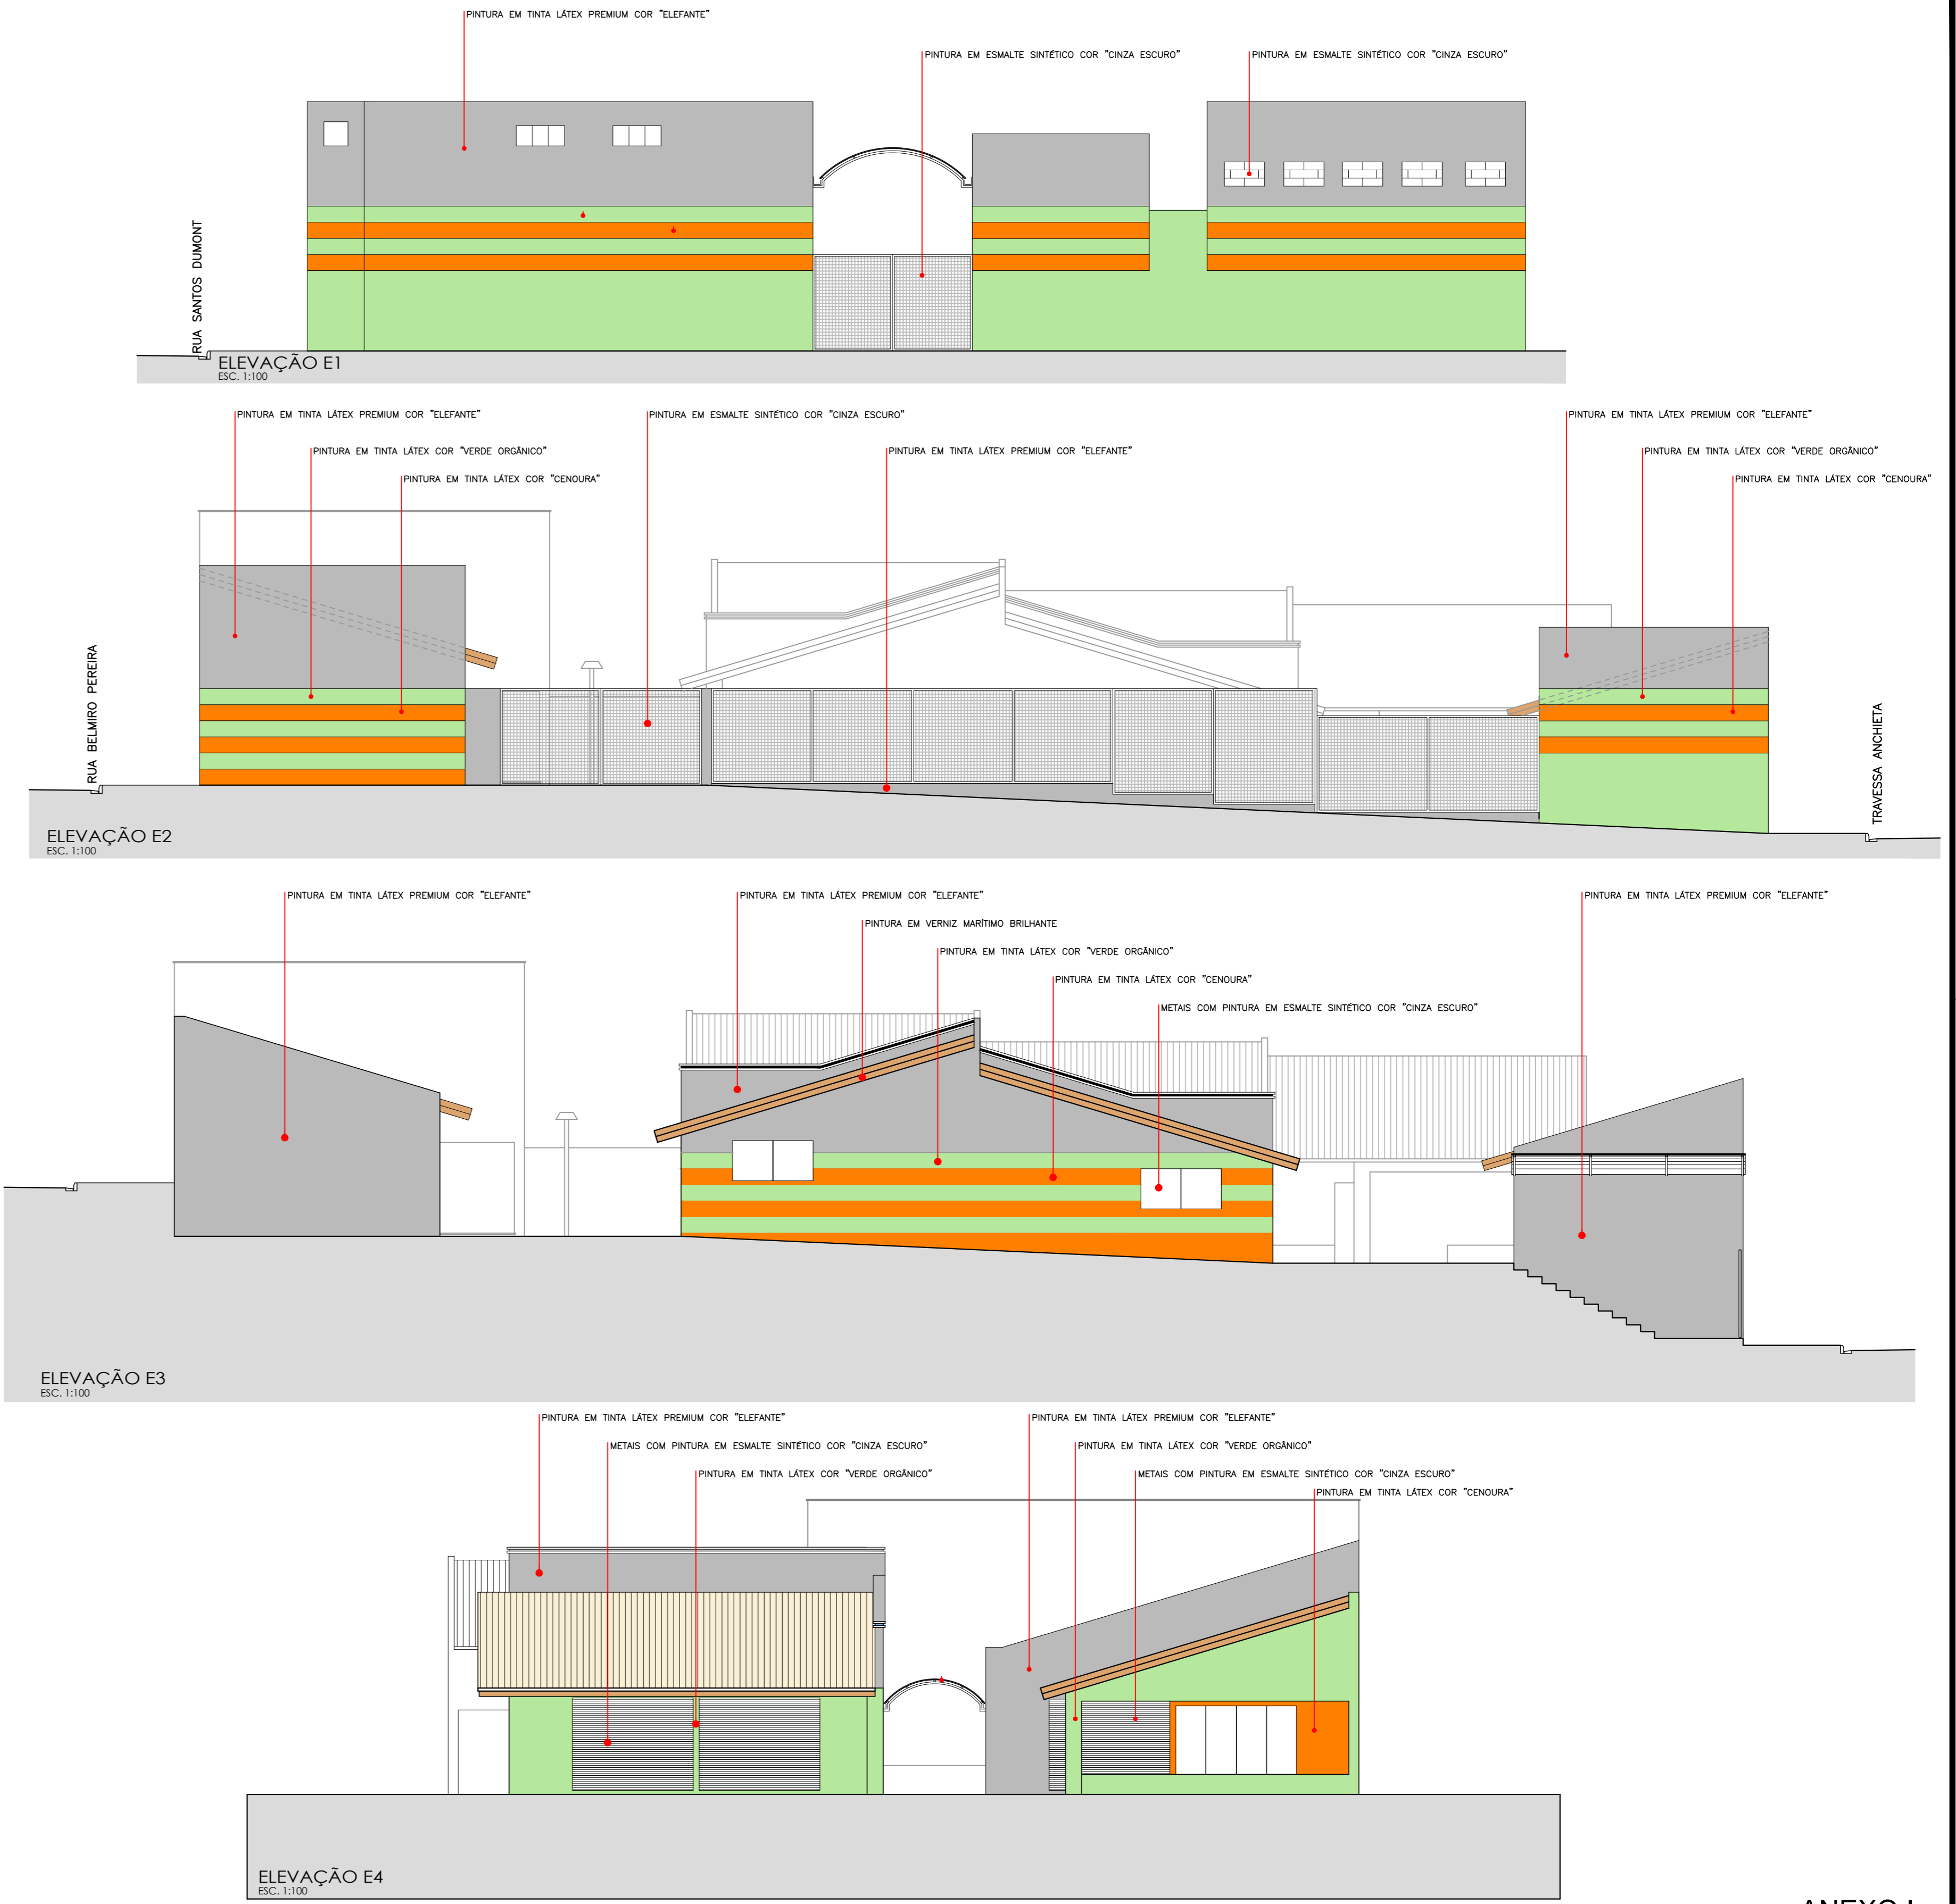 PINTURA EM TINTA LÁTEX PREMIUM COR "ELEFANTE"
PINTURA EM ESMALTE SINTÉTICO COR "CINZA ESCURO"
PINTURA EM ESMALTE SINTÉTICO COR "CINZA ESCURO"
RUA SANTOS DUMONT
ELEVAÇÃO E1
ESC. 1:100
PINTURA EM TINTA LÁTEX PREMIUM COR "ELEFANTE"
PINTURA EM ESMALTE SINTÉTICO COR "CINZA ESCURO"
PINTURA EM TINTA LÁTEX PREMIUM COR "ELEFANTE"
PINTURA EM TINTA LÁTEX COR "VERDE ORGÂNICO"
PINTURA EM TINTA LÁTEX PREMIUM COR "ELEFANTE"
PINTURA EM TINTA LÁTEX COR "VERDE ORGÂNICO"
PINTURA EM TINTA LÁTEX COR "CENOURA"
PINTURA EM TINTA LÁTEX COR "CENOURA"
RUA BELMIRO PEREIRA
TRAVESSA ANCHIETA
ELEVAÇÃO E2
ESC. 1:100
PINTURA EM TINTA LÁTEX PREMIUM COR "ELEFANTE"
PINTURA EM TINTA LÁTEX PREMIUM COR "ELEFANTE"
PINTURA EM TINTA LÁTEX PREMIUM COR "ELEFANTE"
PINTURA EM VERNIZ MARÍTIMO BRILHANTE
PINTURA EM TINTA LÁTEX COR "VERDE ORGÂNICO"
PINTURA EM TINTA LÁTEX COR "CENOURA"
METAIS COM PINTURA EM ESMALTE SINTÉTICO COR "CINZA ESCURO"
ELEVAÇÃO E3
ESC. 1:100
PINTURA EM TINTA LÁTEX PREMIUM COR "ELEFANTE"
PINTURA EM TINTA LÁTEX PREMIUM COR "ELEFANTE"
METAIS COM PINTURA EM ESMALTE SINTÉTICO COR "CINZA ESCURO"
PINTURA EM TINTA LÁTEX COR "VERDE ORGÂNICO"
PINTURA EM TINTA LÁTEX COR "VERDE ORGÂNICO"
METAIS COM PINTURA EM ESMALTE SINTÉTICO COR "CINZA ESCURO"
PINTURA EM TINTA LÁTEX COR "CENOURA"
ELEVAÇÃO E4
ESC. 1:100